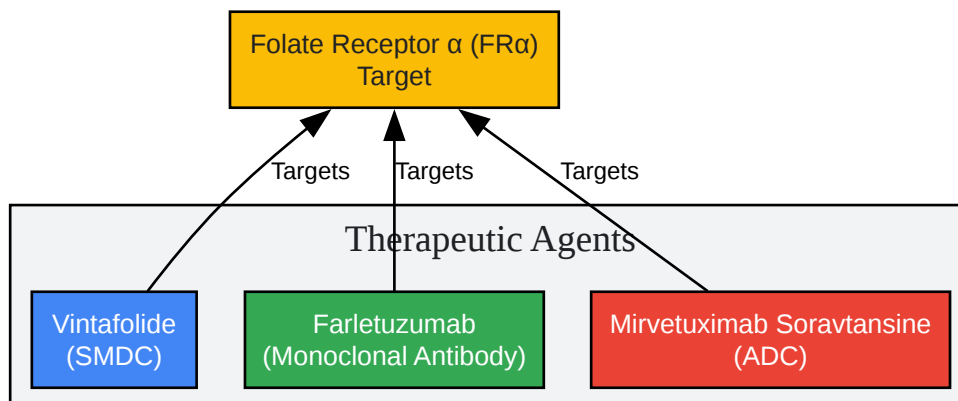 Folate Receptor α (FRα)
Target
Targets
Targets
Targets
Therapeutic Agents
Vintafolide
(SMDC)
Farletuzumab
(Monoclonal Antibody)
Mirvetuximab Soravtansine
(ADC)